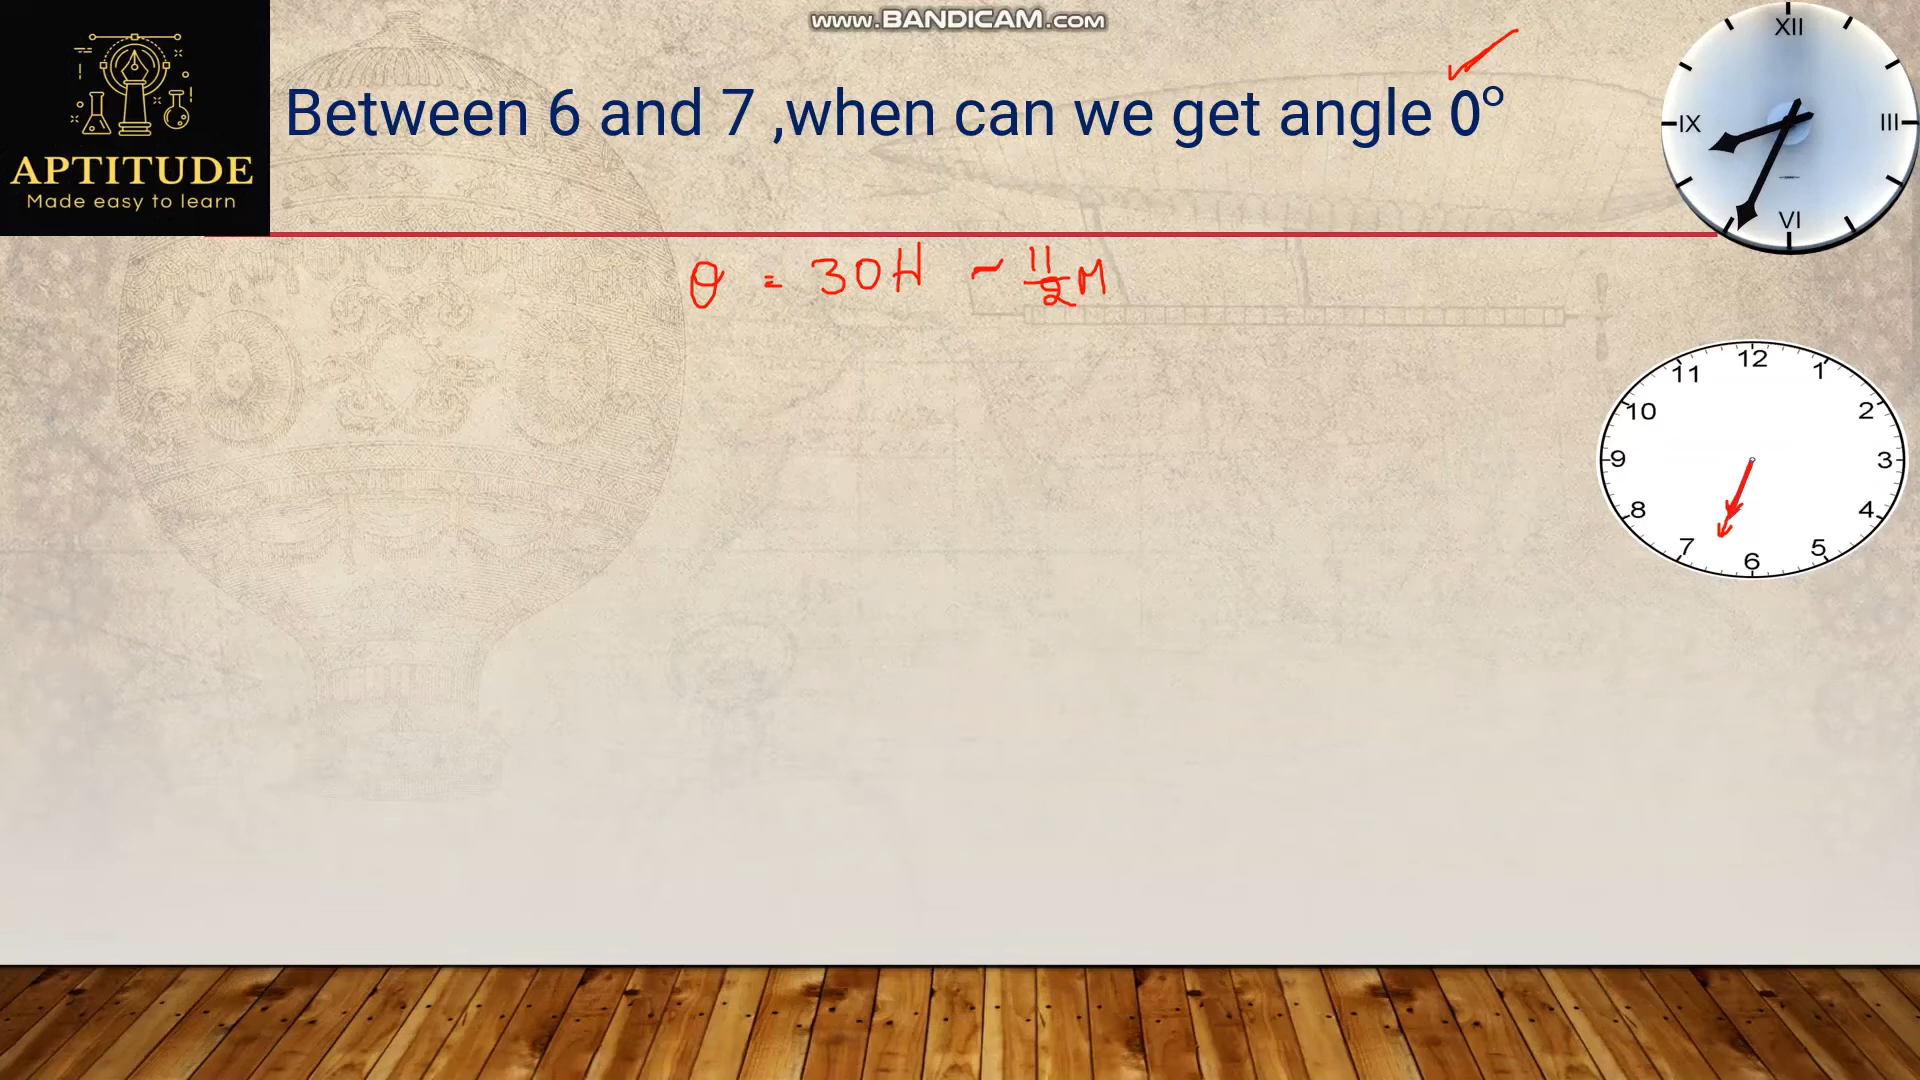 www.BANDICAM.com
APTITUDE
Made easy to learn
Between 6 and 7 ,when can we get angle 0°
θ = 30H ~ 11/2 M
XII
III
VI
IX
12
1
2
3
4
5
6
7
8
9
10
11